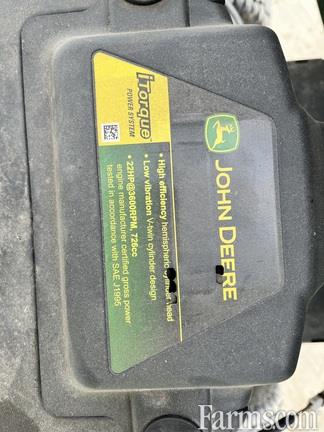 iTorque™
POWER SYSTEM
JOHN DEERE
• High efficiency hemispheric cylinder head
• Low vibration V-twin cylinder design
• 22HP@3600RPM, 726cc
engine manufacturer certified gross power
tested in accordance with SAE J1995
Farms.com